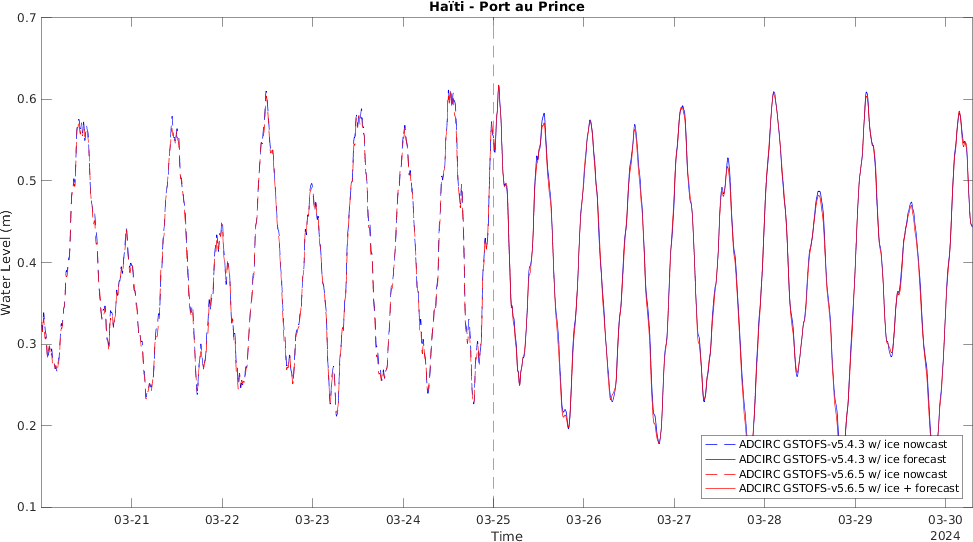 Haïti - Port au Prince
0.7
0.6
0.5
0.4
0.3
0.2
0.1
Water Level (m)
03-21 03-22 03-23 03-24 03-25 03-26 03-27 03-28 03-29 03-30
Time
2024
ADCIRC GSTOFS-v5.4.3 w/ ice nowcast
ADCIRC GSTOFS-v5.4.3 w/ ice forecast
ADCIRC GSTOFS-v5.6.5 w/ ice nowcast
ADCIRC GSTOFS-v5.6.5 w/ ice + forecast